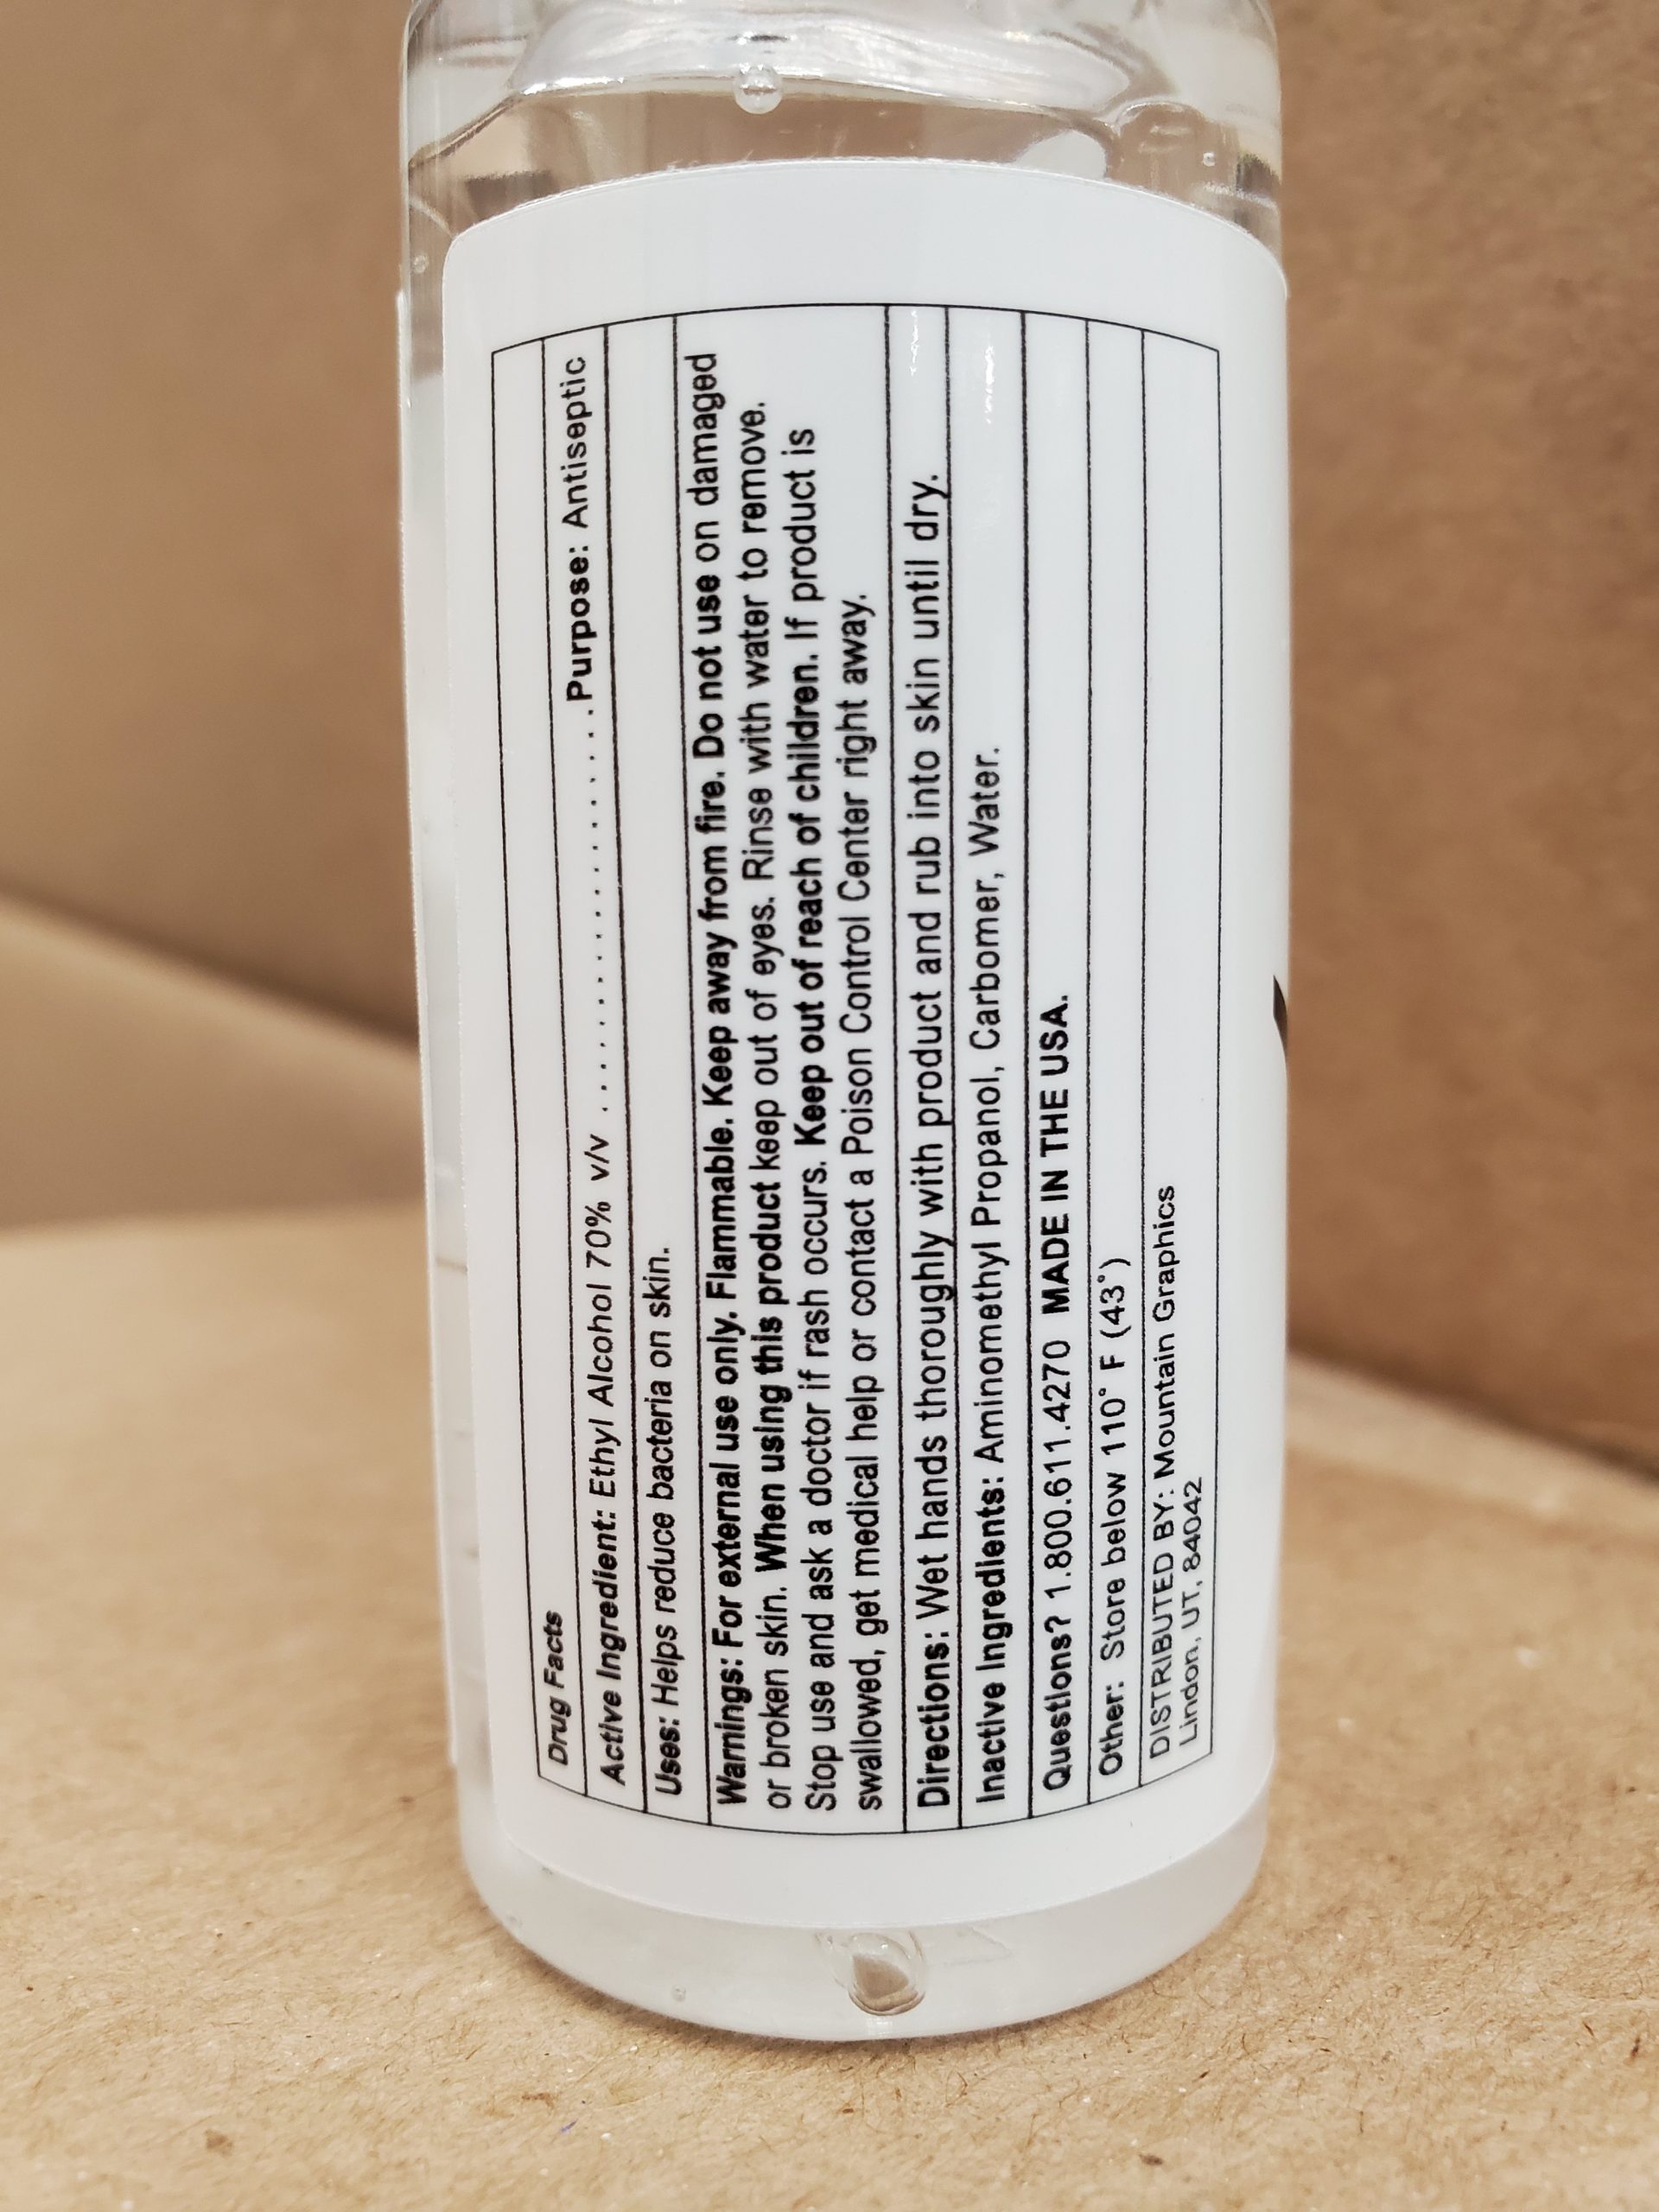 Drug Facts
Active Ingredient: Ethyl Alcohol 70% v/v . . . . . . . . . . . . . . . . . . . . . . . Purpose: Antiseptic
Uses: Helps reduce bacteria on skin.
Warnings: For external use only. Flammable. Keep away from fire. Do not use on damaged
or broken skin. When using this product keep out of eyes. Rinse with water to remove.
Stop use and ask a doctor if rash occurs. Keep out of reach of children. If product is
swallowed, get medical help or contact a Poison Control Center right away.
Directions: Wet hands thoroughly with product and rub into skin until dry.
Inactive Ingredients: Aminomethyl Propanol, Carbomer, Water.
Questions? 1.800.611.4270 MADE IN THE USA.
Other: Store below 110° F (43°)
DISTRIBUTED BY: Mountain Graphics
Lindon, UT, 84042